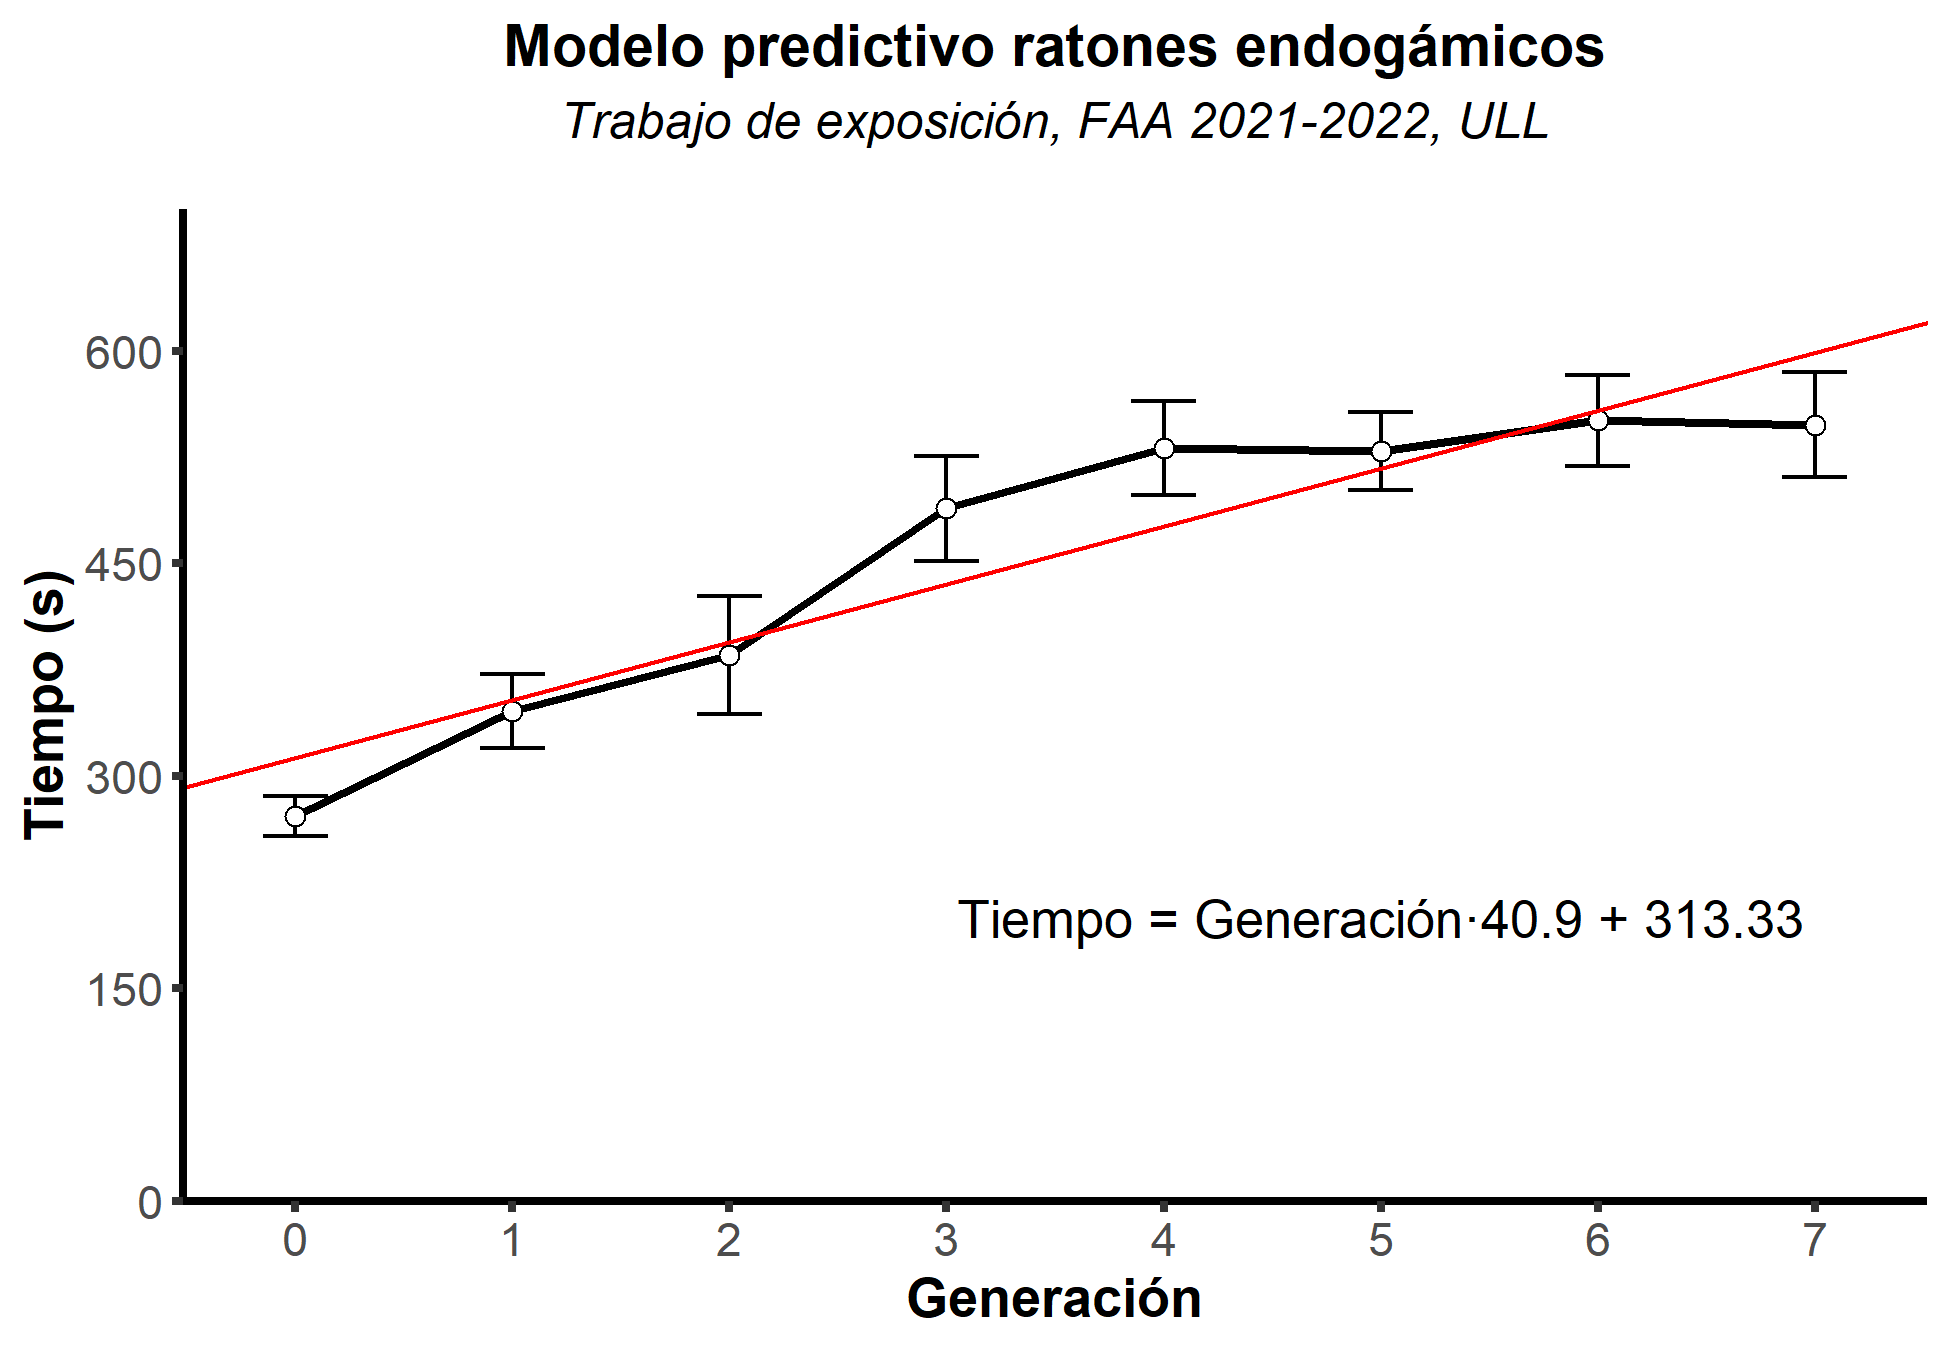 Modelo predictivo ratones endogámicos
Trabajo de exposición, FAA 2021-2022, ULL
Tiempo (s)
600
450
300
150
0
Tiempo = Generación·40.9 + 313.33
0 1 2 3 4 5 6 7
Generación